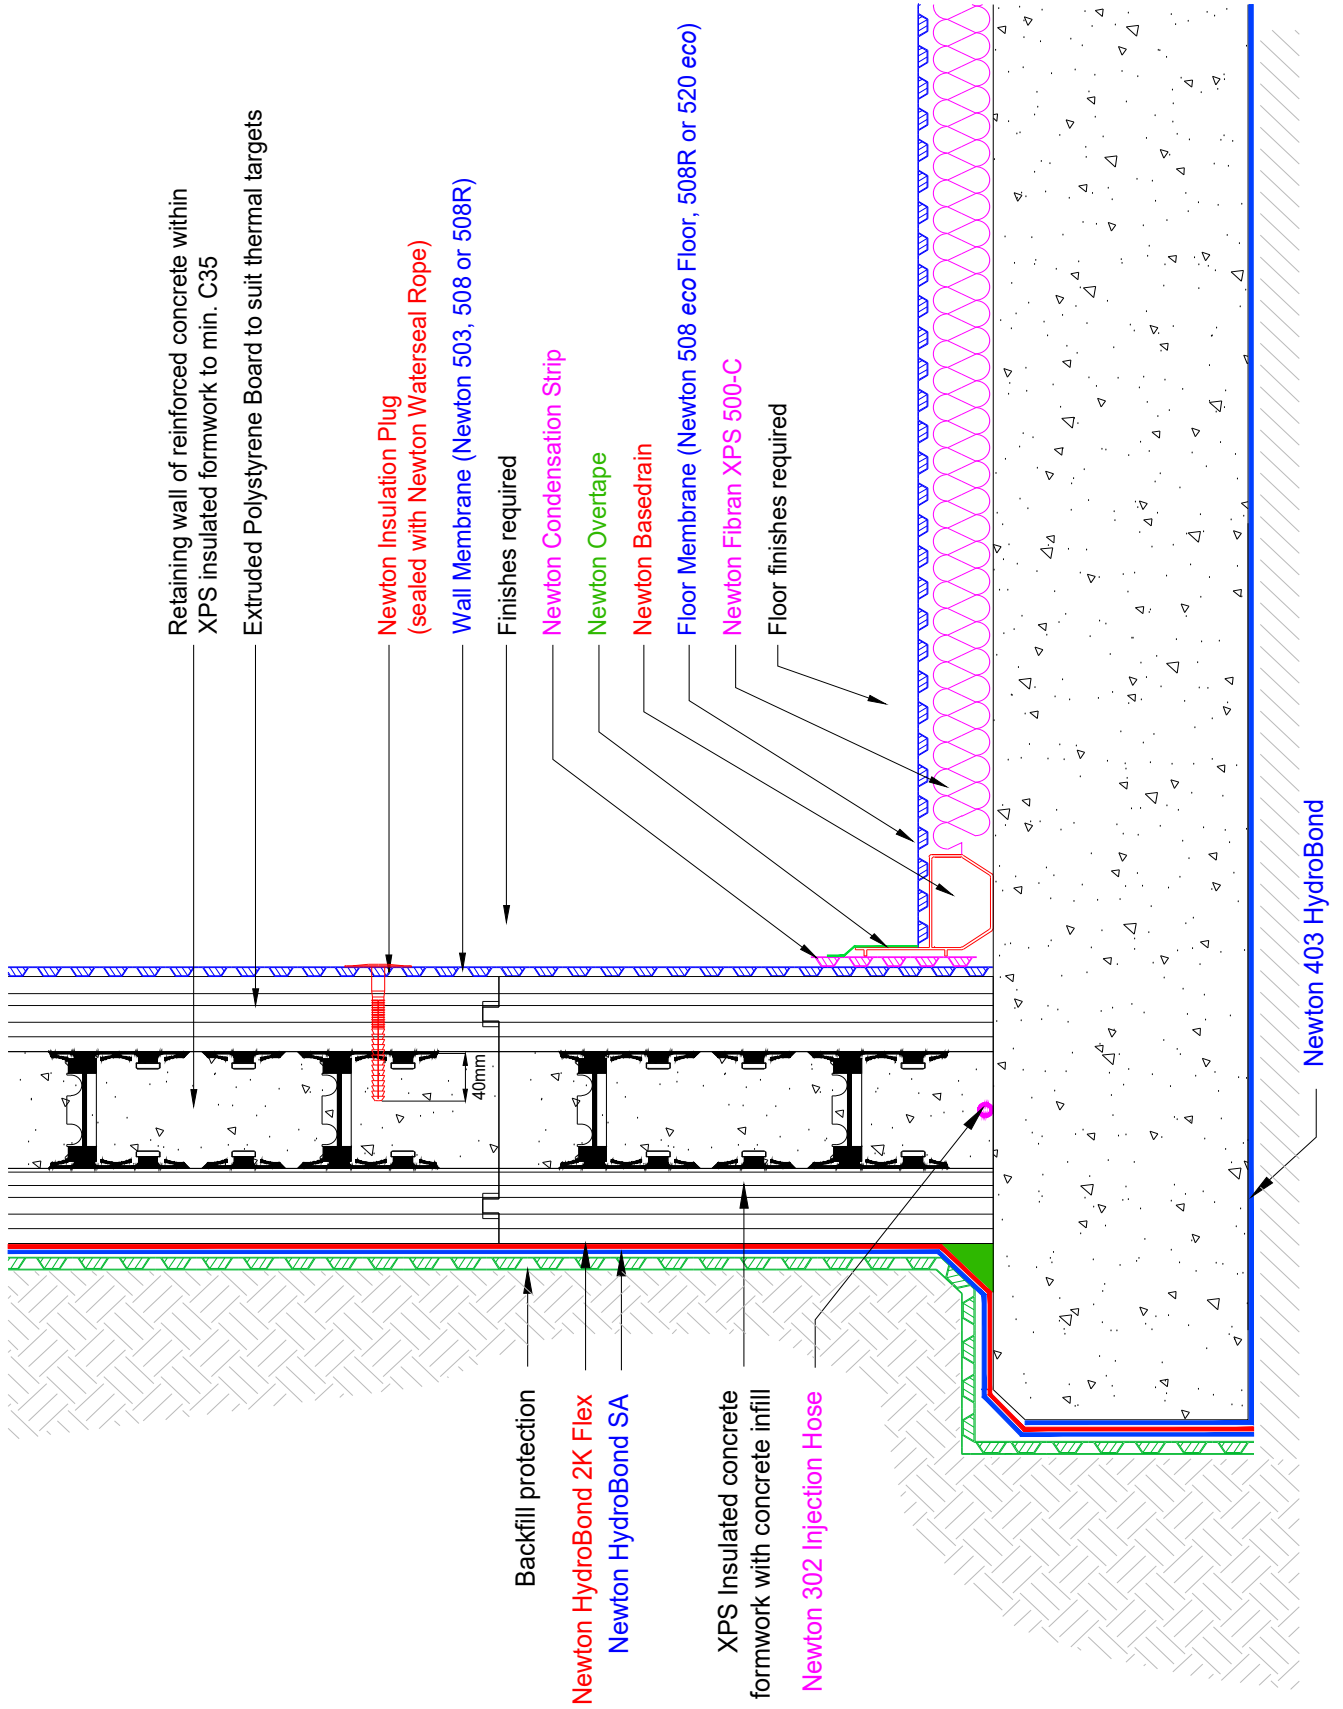 Retaining wall of reinforced concrete within
XPS insulated formwork to min. C35
Extruded Polystyrene Board to suit thermal targets
Newton Insulation Plug
(sealed with Newton Waterseal Rope)
Wall Membrane (Newton 503, 508 or 508R)
Finishes required
Newton Condensation Strip
Newton Overtape
Newton Basedrain
Floor Membrane (Newton 508 eco Floor, 508R or 520 eco)
Newton Fibran XPS 500-C
Floor finishes required
40mm
Backfill protection
Newton HydroBond 2K Flex
Newton HydroBond SA
XPS Insulated concrete
formwork with concrete infill
Newton 302 Injection Hose
Newton 403 HydroBond